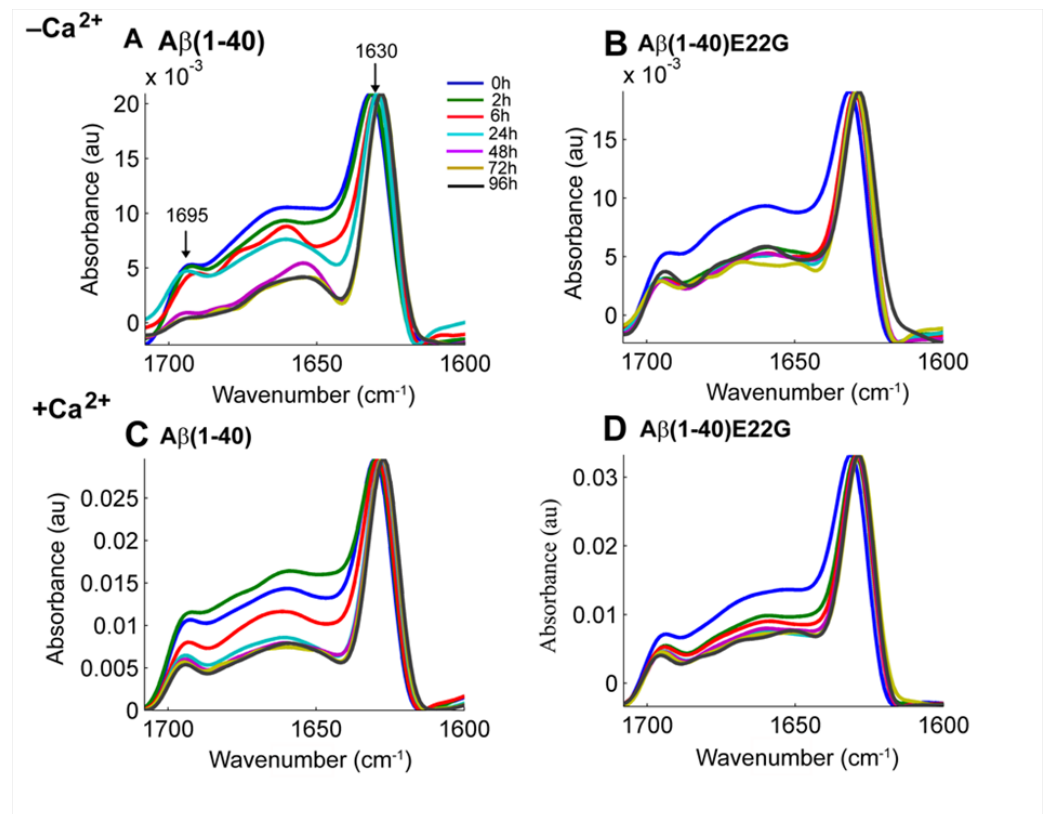 –Ca²⁺
A Aβ(1-40)
x 10⁻³
1630
1695
20
15
10
5
0
Absorbance (au)
1700 1650 1600
Wavenumber (cm⁻¹)
0h
2h
6h
24h
48h
72h
96h
B Aβ(1-40)E22G
x 10⁻³
15
10
5
0
Absorbance (au)
1700 1650 1600
Wavenumber (cm⁻¹)
+Ca²⁺
C Aβ(1-40)
0.025
0.02
0.015
0.01
0.005
0
Absorbance (au)
1700 1650 1600
Wavenumber (cm⁻¹)
D Aβ(1-40)E22G
0.03
0.02
0.01
0
Absorbance (au)
1700 1650 1600
Wavenumber (cm⁻¹)